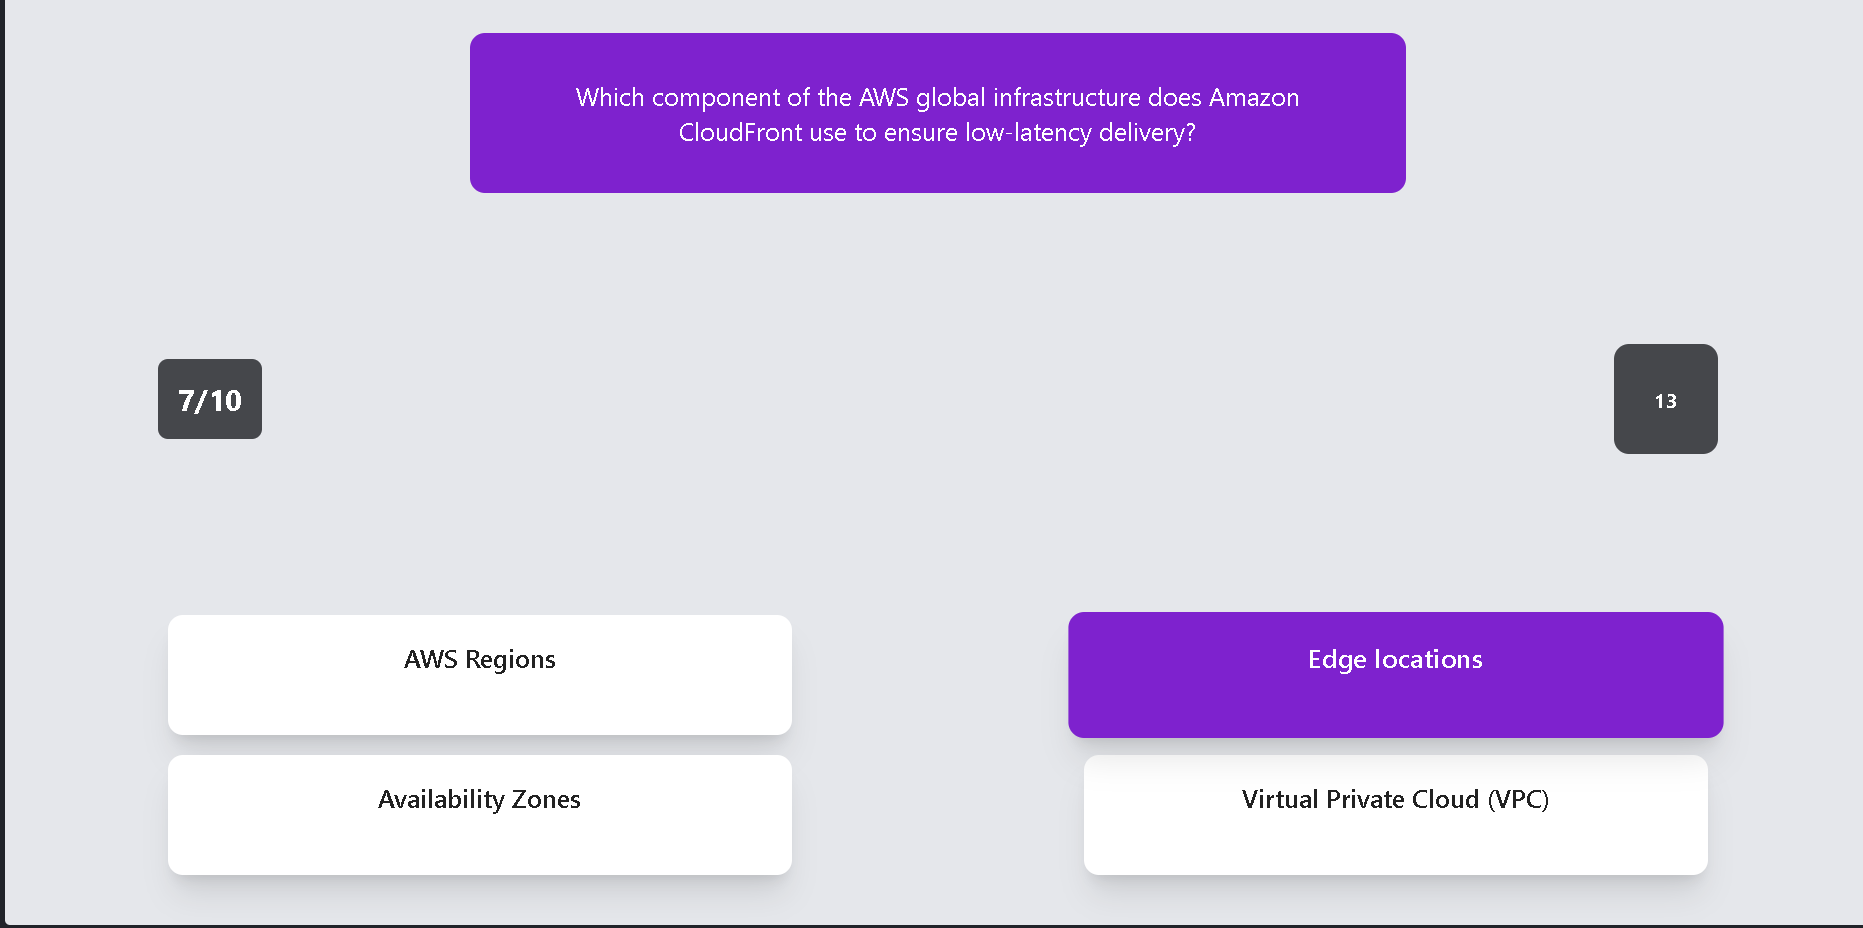 Which component of the AWS global infrastructure does Amazon
CloudFront use to ensure low-latency delivery?
7/10
13
AWS Regions
Edge locations
Availability Zones
Virtual Private Cloud (VPC)